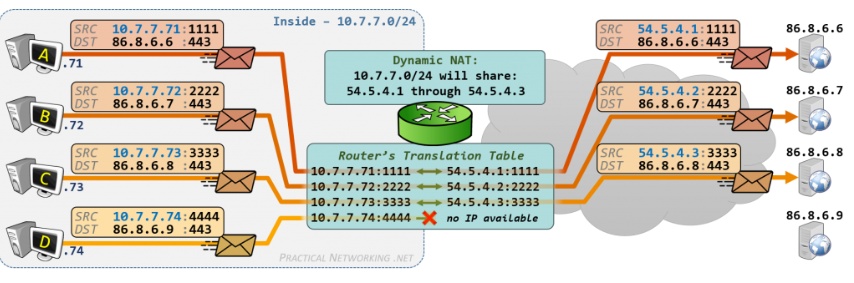 Inside – 10.7.7.0/24
SRC 10.7.7.71:1111
DST 86.8.6.6 :443
A
.71
SRC 10.7.7.72:2222
DST 86.8.6.7 :443
B
.72
SRC 10.7.7.73:3333
DST 86.8.6.8 :443
C
.73
SRC 10.7.7.74:4444
DST 86.8.6.9 :443
D
.74
Dynamic NAT:
10.7.7.0/24 will share:
54.5.4.1 through 54.5.4.3
Router's Translation Table
10.7.7.71:1111 54.5.4.1:1111
10.7.7.72:2222 54.5.4.2:2222
10.7.7.73:3333 54.5.4.3:3333
10.7.7.74:4444 no IP available
PRACTICAL NETWORKING .NET
SRC 54.5.4.1:1111
DST 86.8.6.6:443
86.8.6.6
SRC 54.5.4.2:2222
DST 86.8.6.7:443
86.8.6.7
SRC 54.5.4.3:3333
DST 86.8.6.8:443
86.8.6.8
86.8.6.9